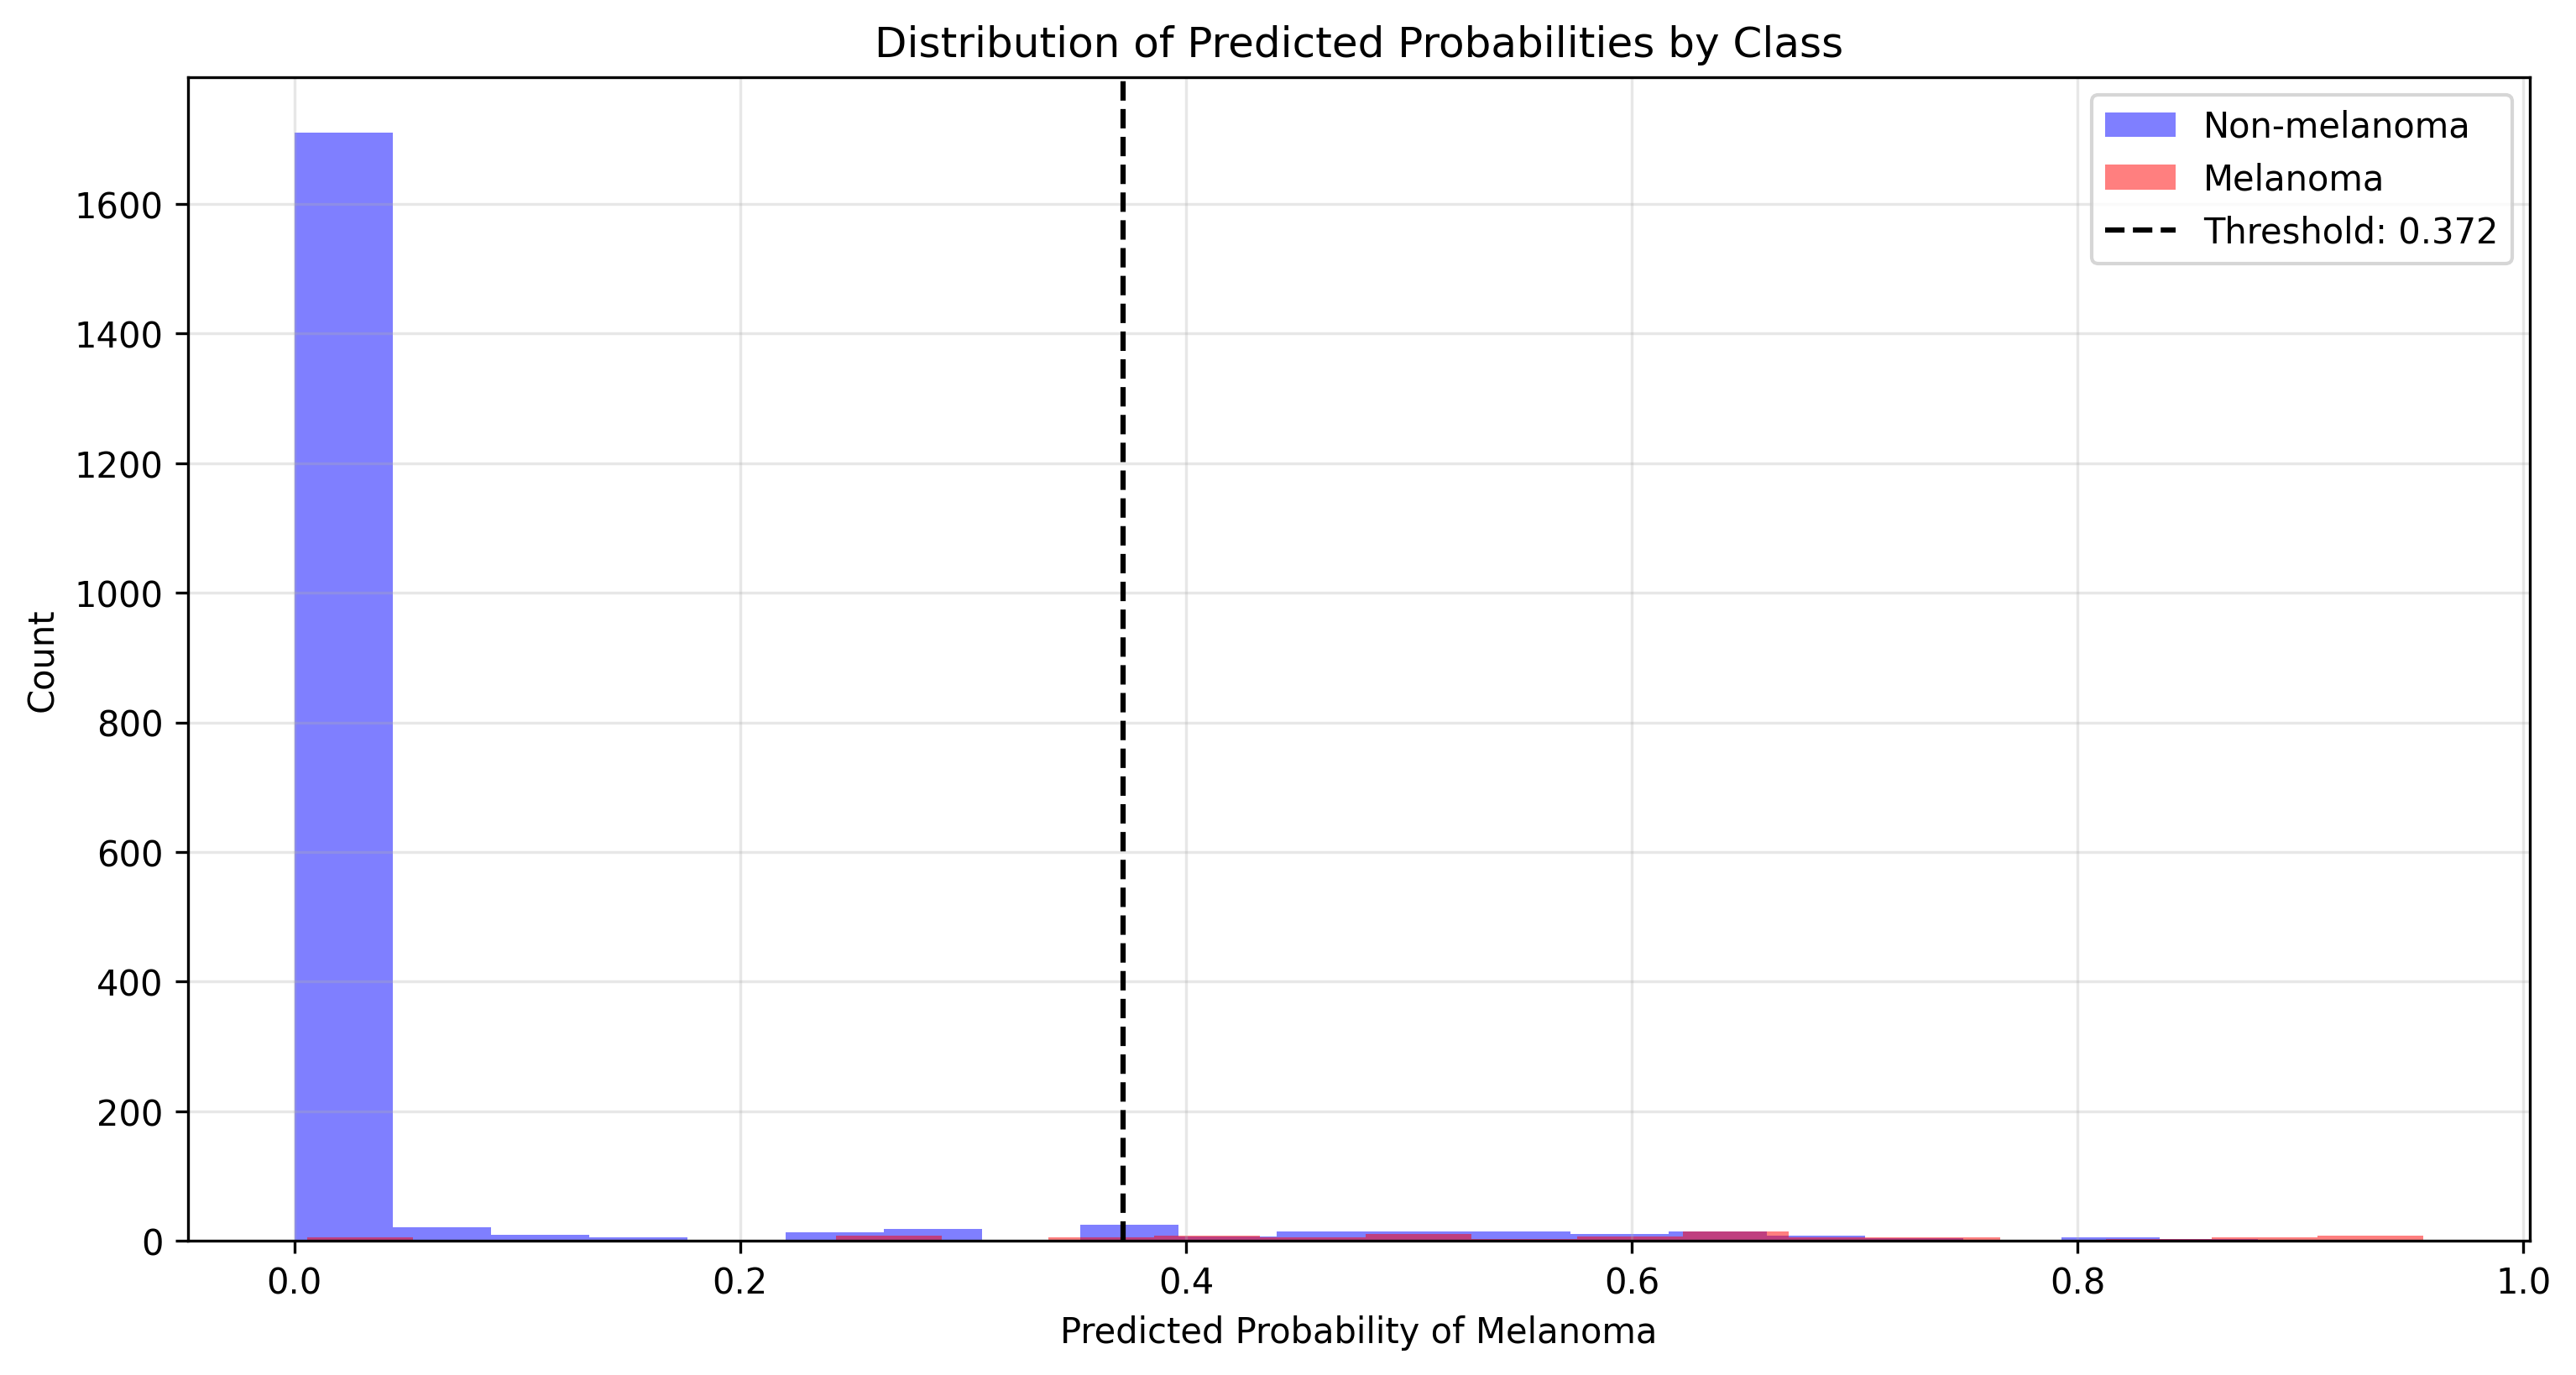 Distribution of Predicted Probabilities by Class
Non-melanoma
Melanoma
Threshold: 0.372
Count
1600
1400
1200
1000
800
600
400
200
0
0.0 0.2 0.4 0.6 0.8 1.0
Predicted Probability of Melanoma